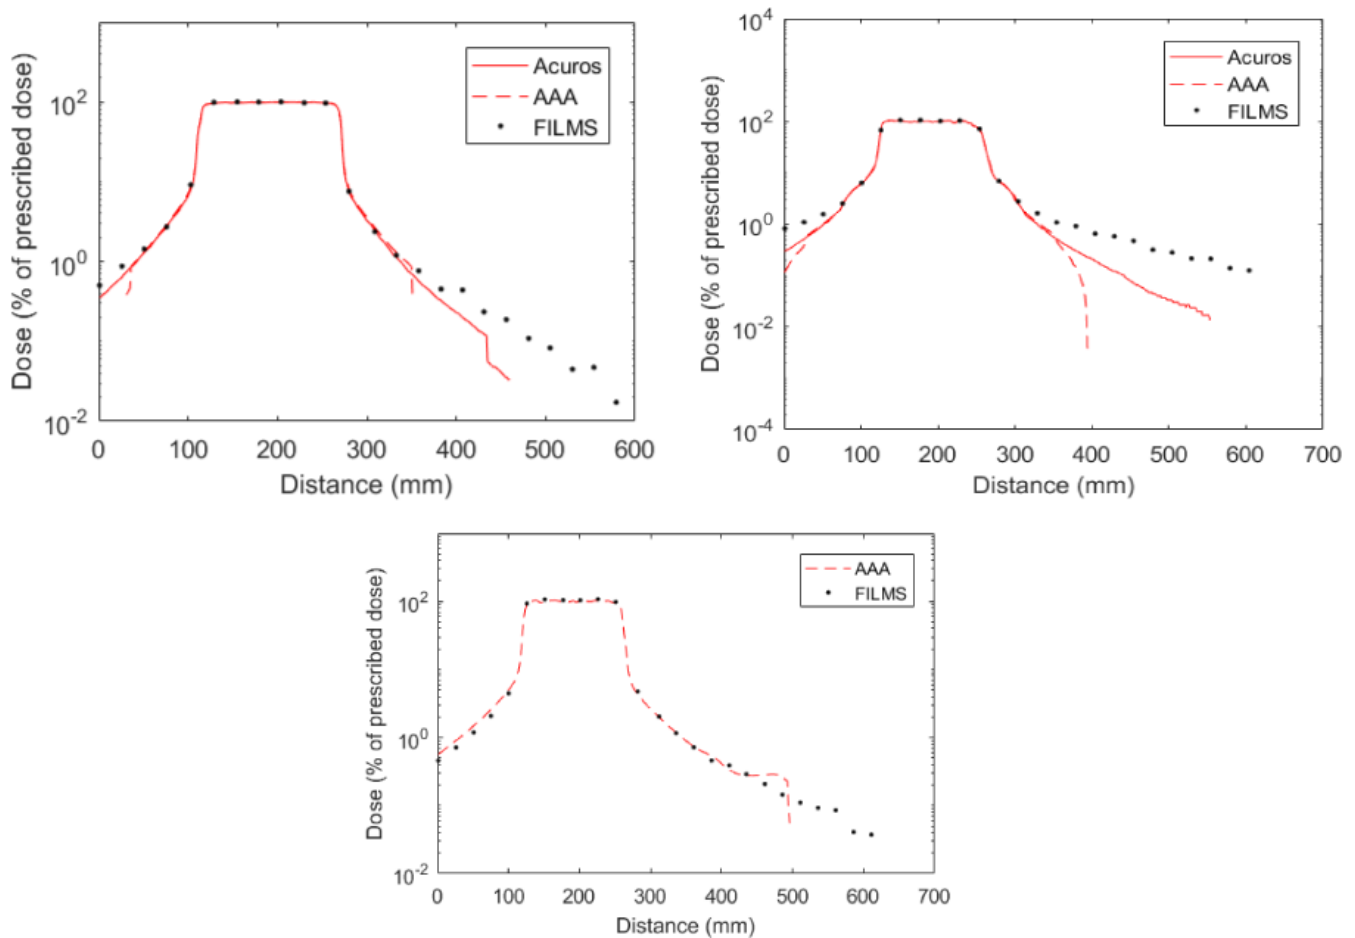 Dose (% of prescribed dose)
10^2
10^0
10^-2
Acuros
AAA
FILMS
0 100 200 300 400 500 600
Distance (mm)
Dose (% of prescribed dose)
10^4
10^2
10^0
10^-2
10^-4
Acuros
AAA
FILMS
0 100 200 300 400 500 600 700
Distance (mm)
Dose (% of prescribed dose)
10^2
10^0
10^-2
AAA
FILMS
0 100 200 300 400 500 600 700
Distance (mm)